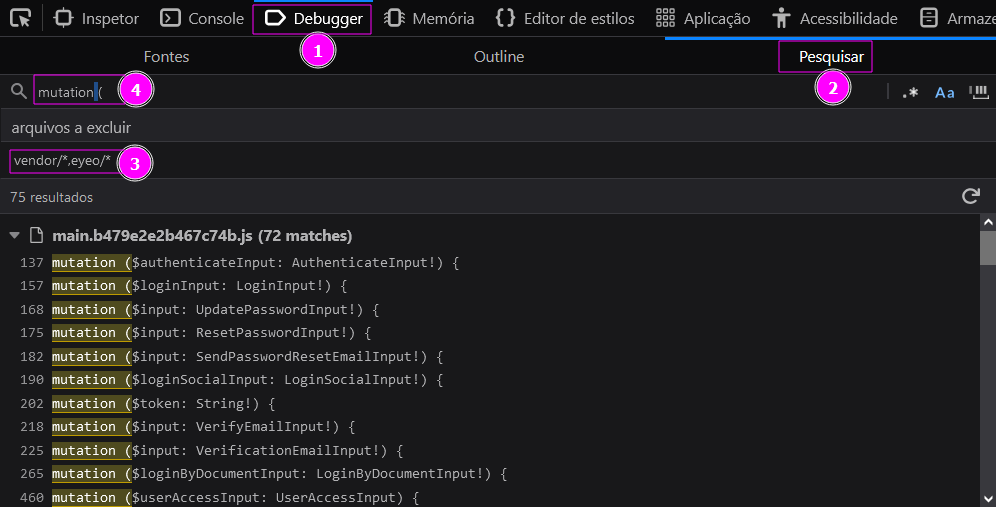 Inspetor Console Debugger Memória Editor de estilos Aplicação Acessibilidade Armaze
1
Fontes Outline Pesquisar
2
mutation (
4
.* Aa
arquivos a excluir
vendor/*,eyeo/*
3
75 resultados
main.b479e2e2b467c74b.js (72 matches)
137 mutation ($authenticateInput: AuthenticateInput!) {
157 mutation ($loginInput: LoginInput!) {
168 mutation ($input: UpdatePasswordInput!) {
175 mutation ($input: ResetPasswordInput!) {
182 mutation ($input: SendPasswordResetEmailInput!) {
190 mutation ($loginSocialInput: LoginSocialInput!) {
202 mutation ($token: String!) {
218 mutation ($input: VerifyEmailInput!) {
225 mutation ($input: VerificationEmailInput!) {
265 mutation ($loginByDocumentInput: LoginByDocumentInput!) {
460 mutation ($userAccessInput: UserAccessInput) {